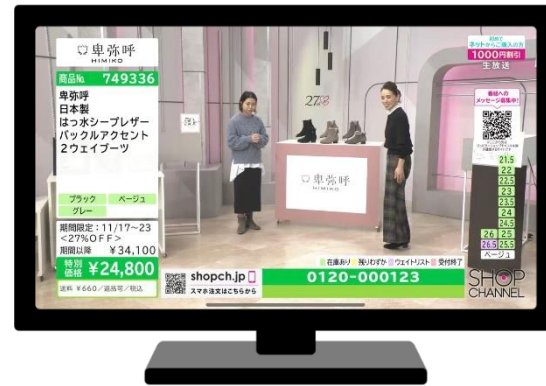 卑弥呼
HIMIKO
商品№ 749336
卑弥呼
日本製
はっ水シープレザー
バックルアクセント
2ウェイブーツ
ブラック ベージュ
グレー
期間限定:11/17~23
<27%OFF>
期間以降 ¥34,100
特別価格 ¥24,800
送料 ¥660/返品可/税込
初めて
ネットからご購入の方
1000円割引
生放送
番組への
メッセージ募集中!
21.5
22
22.5
23
23.5
24
24.5
26 25
26.5 25.5
ベージュ
卑弥呼
HIMIKO
在庫あり 残りわずか ウェイトリスト 受付終了
shopch.jp
スマホ注文はこちらから
0120-000123
SHOP
CHANNEL